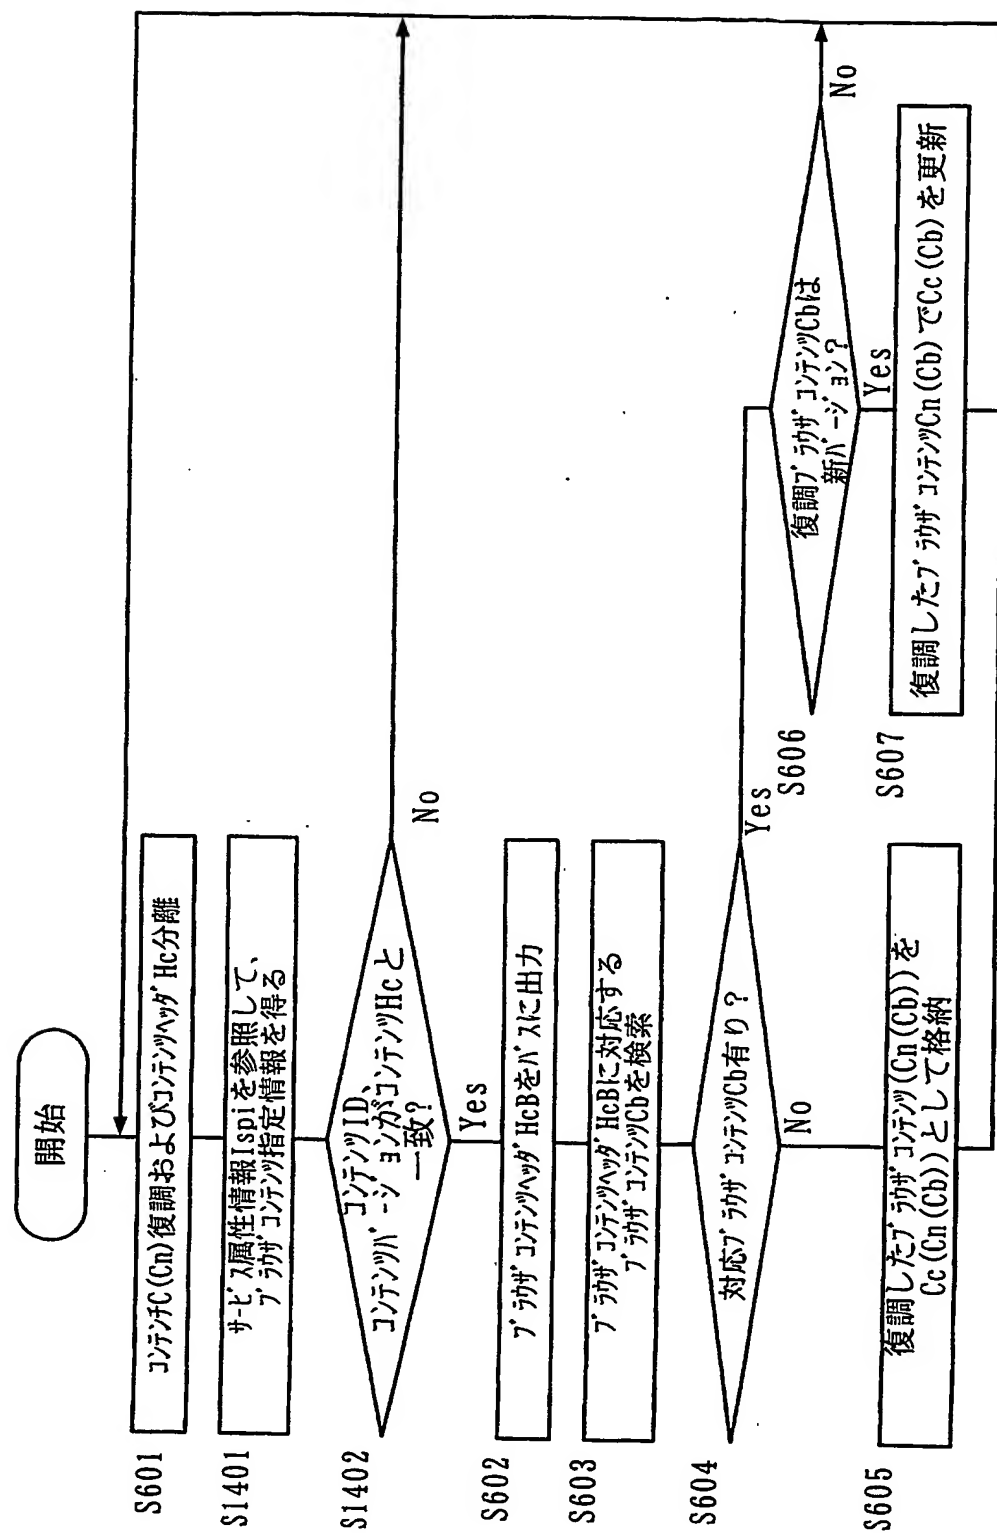 開始
S601
コンテンチC(Cn)復調およびコンテンツヘッダHc分離
S1401
サービス属性情報Ispiを参照して、
ブラウザコンテンツ指定情報を得る
S1402
コンテンツID、
コンテンツバージョンがコンテンツHcと
一致?
No
Yes
S602
ブラウザコンテンツヘッダHcBをバスに出力
S603
ブラウザコンテンツヘッダHcBに対応する
ブラウザコンテンツCbを検索
S604
対応ブラウザコンテンツCb有り?
Yes
No
S605
復調したブラウザコンテンツ(Cn(Cb))を
Cc(Cn(Cb))として格納
S606
復調ブラウザコンテンツCbは
新バージョン?
No
Yes
S607
復調したブラウザコンテンツCn(Cb)でCc(Cb)を更新